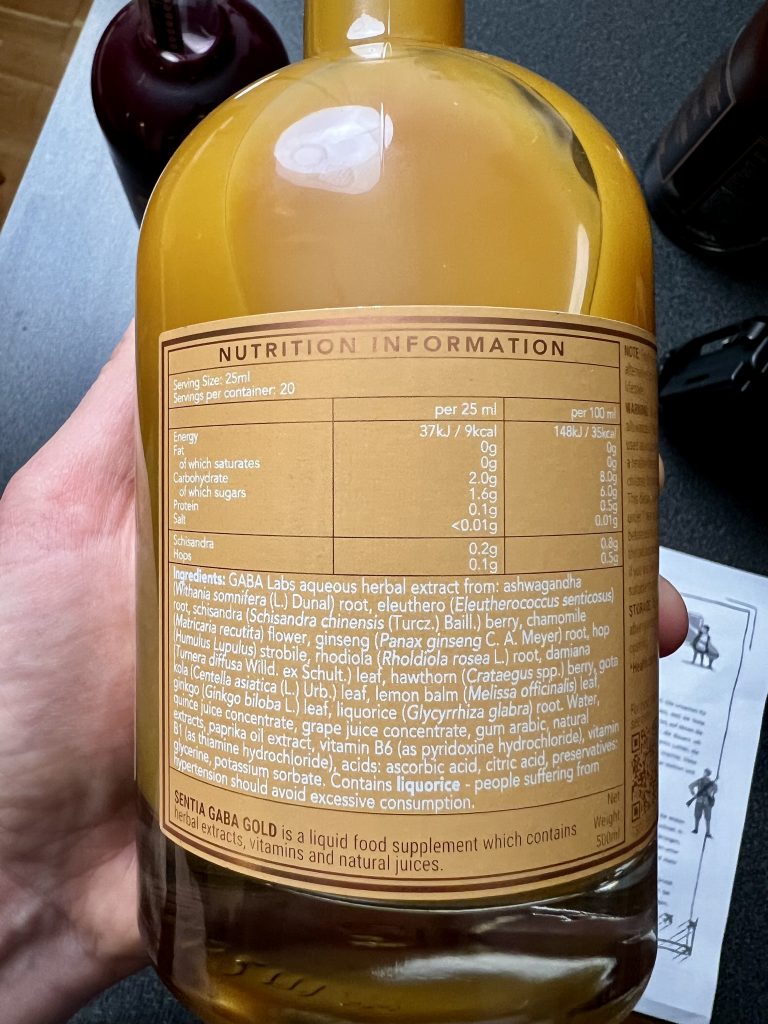 NUTRITION INFORMATION
Serving Size: 25ml
Servings per container: 20
per 25 ml per 100 ml
Energy 37kJ / 9kcal 148kJ / 35kcal
Fat 0g 0g
of which saturates 0g 0g
Carbohydrate 2.0g 8.0g
of which sugars 1.6g 6.0g
Protein 0.1g 0.5g
Salt <0.01g 0.01g
Schisandra 0.2g 0.8g
Hops 0.1g 0.5g
Ingredients: GABA Labs aqueous herbal extract from: ashwagandha
(Withania somnifera (L.) Dunal) root, eleuthero (Eleutherococcus senticosus)
root, schisandra (Schisandra chinensis (Turcz.) Baill.) berry, chamomile
(Matricaria recutita) flower, ginseng (Panax ginseng C. A. Meyer) root, hop
(Humulus Lupulus) strobile, rhodiola (Rholdiola rosea L.) root, damiana
(Turnera diffusa Willd. ex Schult.) leaf, hawthorn (Crataegus spp.) berry, gota
kola (Centella asiatica (L.) Urb.) leaf, lemon balm (Melissa officinalis) leaf,
ginkgo (Ginkgo biloba L.) leaf, liquorice (Glycyrrhiza glabra) root. Water,
quince juice concentrate, grape juice concentrate, gum arabic, natural
extracts, paprika oil extract, vitamin B6 (as pyridoxine hydrochloride), vitamin
B1 (as thiamine hydrochloride), acids: ascorbic acid, citric acid, preservatives:
glycerine, potassium sorbate. Contains liquorice - people suffering from
hypertension should avoid excessive consumption.
SENTIA GABA GOLD is a liquid food supplement which contains
herbal extracts, vitamins and natural juices.
Net
Weight
500ml
NOTE
WARNING
STORAGE